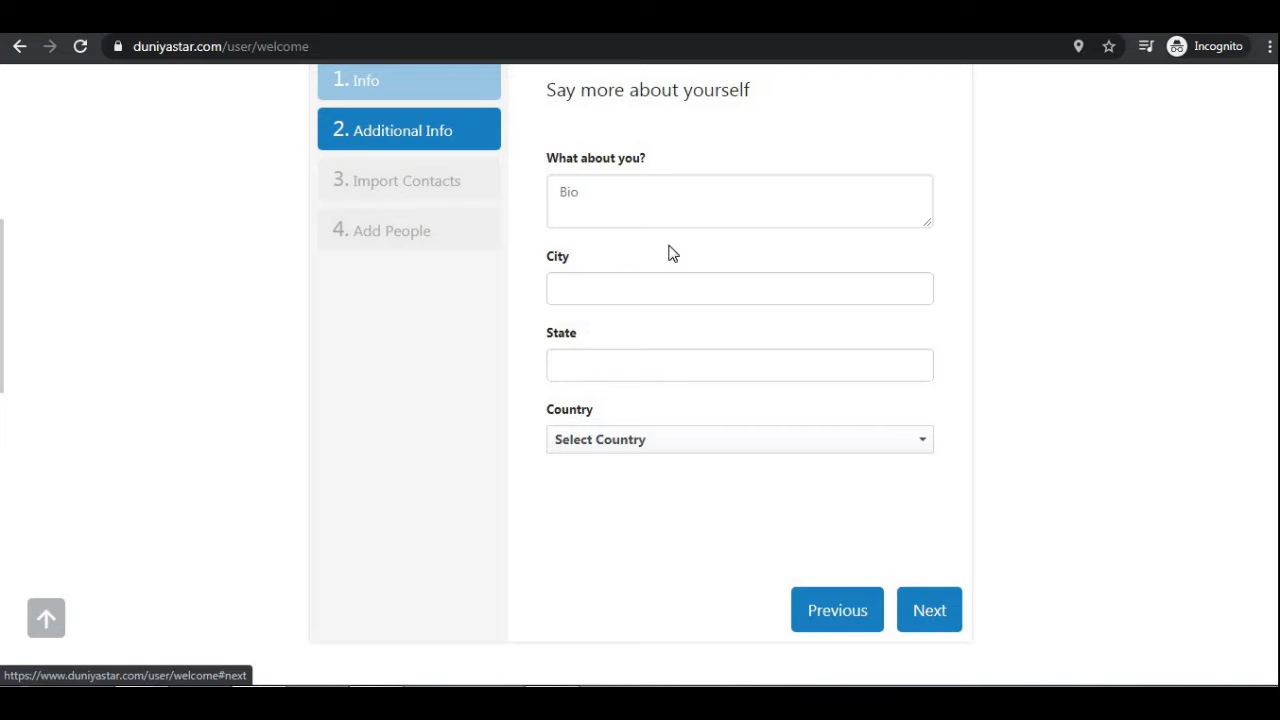 duniyastar.com/user/welcome
Incognito
1. Info
2. Additional Info
3. Import Contacts
4. Add People
Say more about yourself
What about you?
Bio
City
State
Country
Select Country
Previous
Next
https://www.duniyastar.com/user/welcome#next